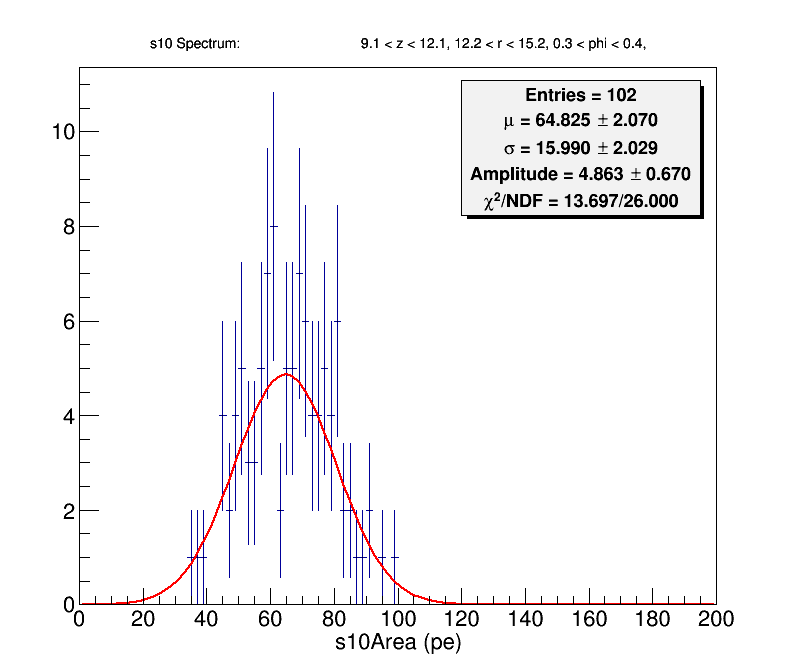 s10 Spectrum: 9.1 < z < 12.1, 12.2 < r < 15.2, 0.3 < phi < 0.4,
Entries = 102
μ = 64.825 ± 2.070
σ = 15.990 ± 2.029
Amplitude = 4.863 ± 0.670
χ²/NDF = 13.697/26.000
10
8
6
4
2
0
0 20 40 60 80 100 120 140 160 180 200
s10Area (pe)